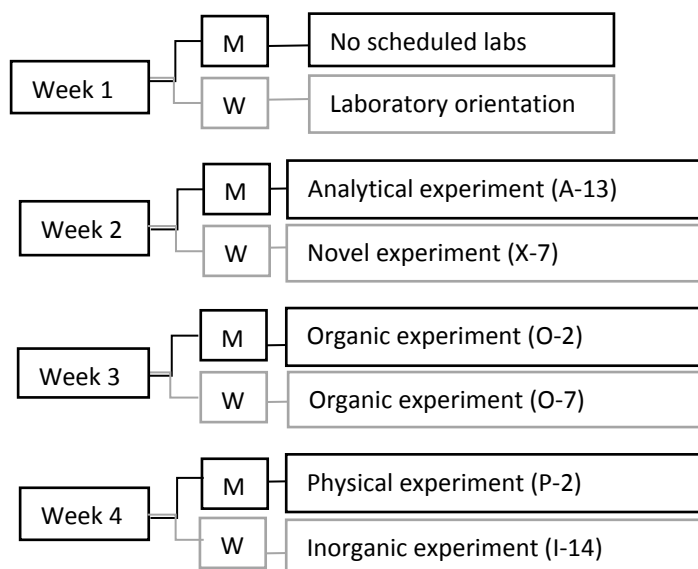 M
No scheduled labs
Week 1
W
Laboratory orientation
M
Analytical experiment (A-13)
Week 2
W
Novel experiment (X-7)
M
Organic experiment (O-2)
Week 3
W
Organic experiment (O-7)
M
Physical experiment (P-2)
Week 4
W
Inorganic experiment (I-14)